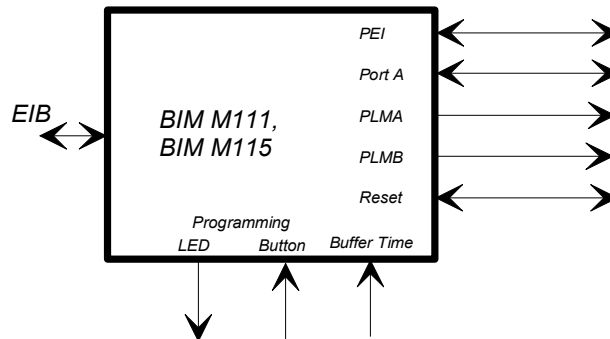 PEI
Port A
EIB
BIM M111,
PLMA
BIM M115
PLMB
Reset
Programming
LED Button Buffer Time